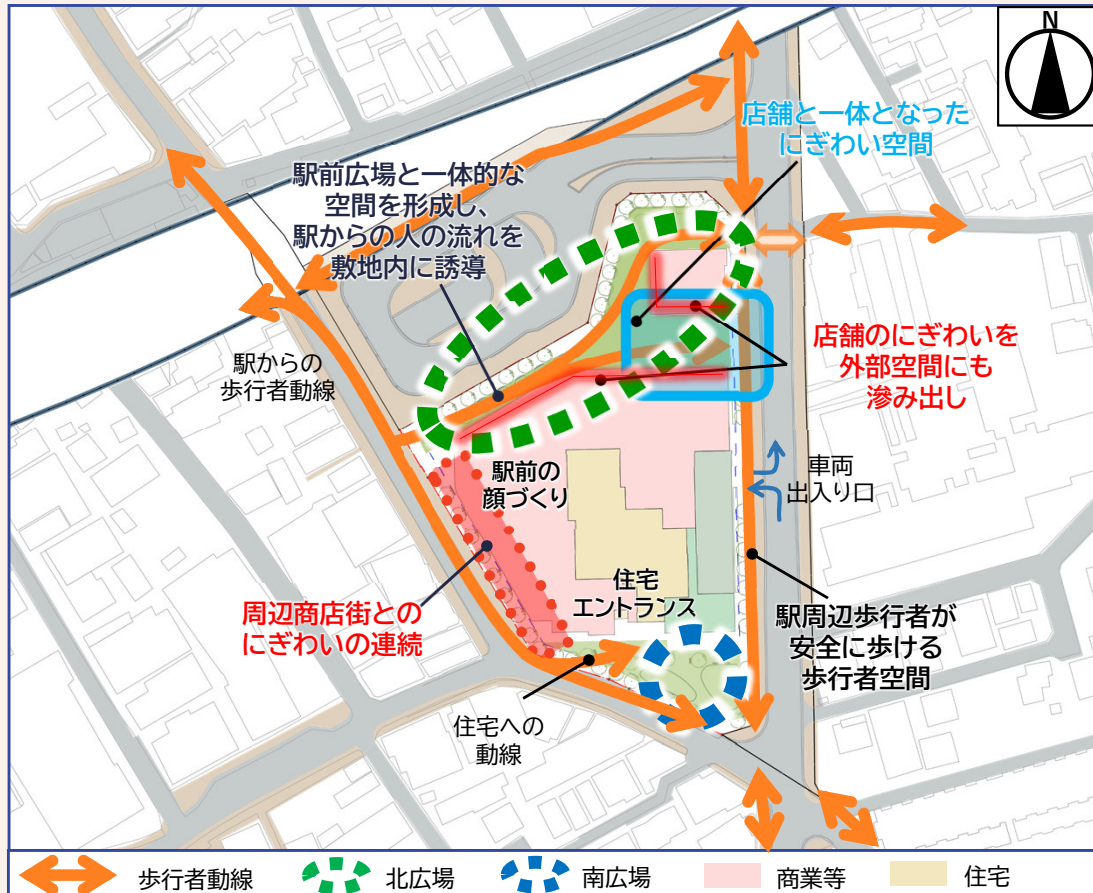 N
店舗と一体となった
にぎわい空間
駅前広場と一体的な
空間を形成し、
駅からの人の流れを
敷地内に誘導
駅からの
歩行者動線
店舗のにぎわいを
外部空間にも
滲み出し
駅前の
顔づくり
車両
出入り口
住宅
エントランス
周辺商店街との
にぎわいの連続
駅周辺歩行者が
安全に歩ける
歩行者空間
住宅への
動線
歩行者動線
北広場
南広場
商業等
住宅